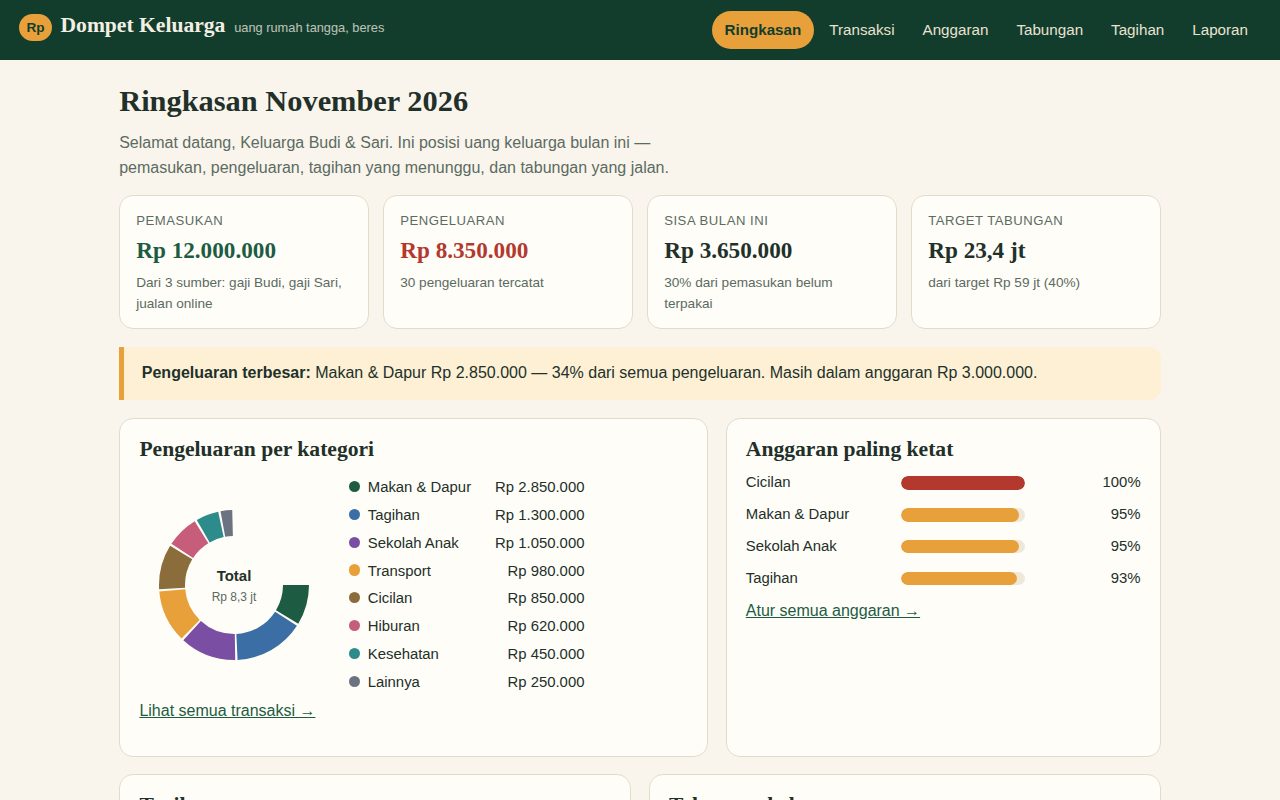 Rp Dompet Keluarga uang rumah tangga, beres
Ringkasan Transaksi Anggaran Tabungan Tagihan Laporan
Ringkasan November 2026
Selamat datang, Keluarga Budi & Sari. Ini posisi uang keluarga bulan ini —
pemasukan, pengeluaran, tagihan yang menunggu, dan tabungan yang jalan.
PEMASUKAN
Rp 12.000.000
Dari 3 sumber: gaji Budi, gaji Sari,
jualan online
PENGELUARAN
Rp 8.350.000
30 pengeluaran tercatat
SISA BULAN INI
Rp 3.650.000
30% dari pemasukan belum
terpakai
TARGET TABUNGAN
Rp 23,4 jt
dari target Rp 59 jt (40%)
Pengeluaran terbesar: Makan & Dapur Rp 2.850.000 — 34% dari semua pengeluaran. Masih dalam anggaran Rp 3.000.000.
Pengeluaran per kategori
Total
Rp 8,3 jt
Makan & Dapur Rp 2.850.000
Tagihan Rp 1.300.000
Sekolah Anak Rp 1.050.000
Transport Rp 980.000
Cicilan Rp 850.000
Hiburan Rp 620.000
Kesehatan Rp 450.000
Lainnya Rp 250.000
Lihat semua transaksi →
Anggaran paling ketat
Cicilan 100%
Makan & Dapur 95%
Sekolah Anak 95%
Tagihan 93%
Atur semua anggaran →